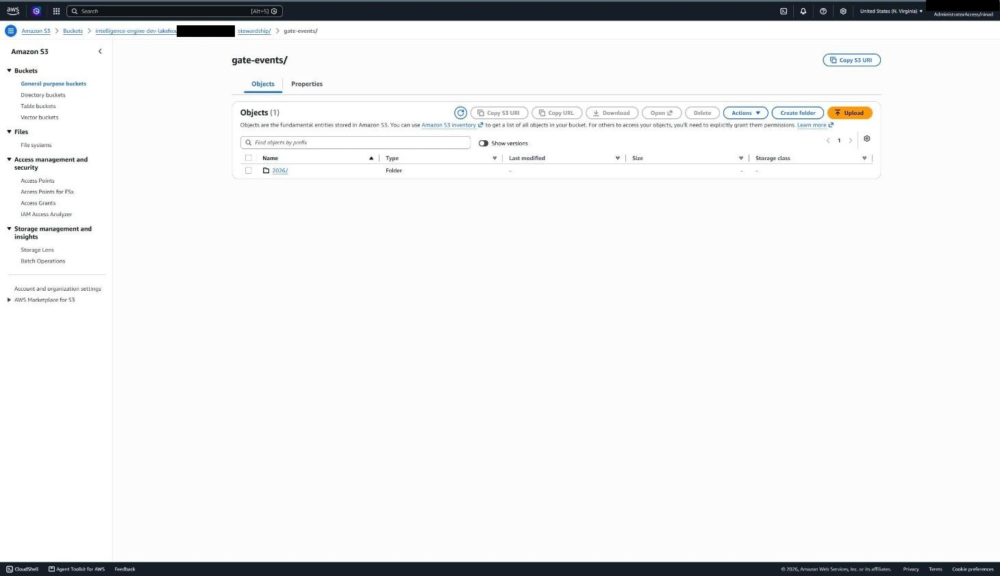 aws
Search [Alt+S]
United States (N. Virginia)
AdministratorAccess/ninad
Amazon S3 > Buckets > intelligence-engine-dev-lakehou stewardship/ > gate-events/
Amazon S3
Buckets
General purpose buckets
Directory buckets
Table buckets
Vector buckets
Files
File systems
Access management and
security
Access Points
Access Points for FSx
Access Grants
IAM Access Analyzer
Storage management and
insights
Storage Lens
Batch Operations
Account and organization settings
AWS Marketplace for S3
gate-events/
Copy S3 URI
Objects Properties
Objects (1)
Copy S3 URI Copy URL Download Open Delete Actions Create folder Upload
Objects are the fundamental entities stored in Amazon S3. You can use Amazon S3 inventory to get a list of all objects in your bucket. For others to access your objects, you'll need to explicitly grant them permissions. Learn more
Find objects by prefix
Show versions
1
Name Type Last modified Size Storage class
2026/ Folder - - -
CloudShell Agent Toolkit for AWS Feedback
© 2026, Amazon Web Services, Inc. or its affiliates. Privacy Terms Cookie preferences